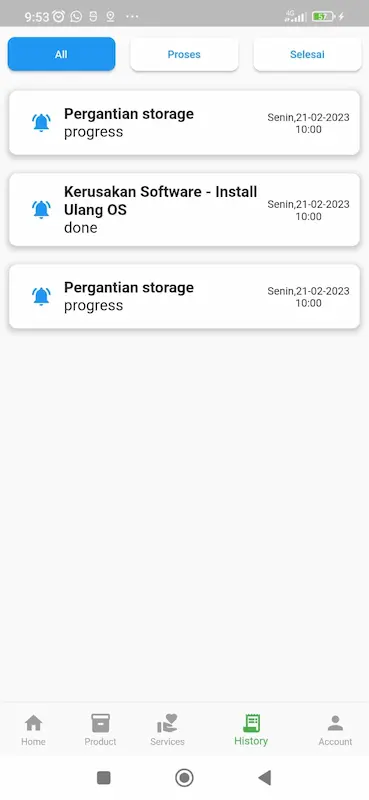 9:53
4G
57
All
Proses
Selesai
Pergantian storage
progress
Senin,21-02-2023
10:00
Kerusakan Software - Install
Ulang OS
done
Senin,21-02-2023
10:00
Pergantian storage
progress
Senin,21-02-2023
10:00
Home
Product
Services
History
Account